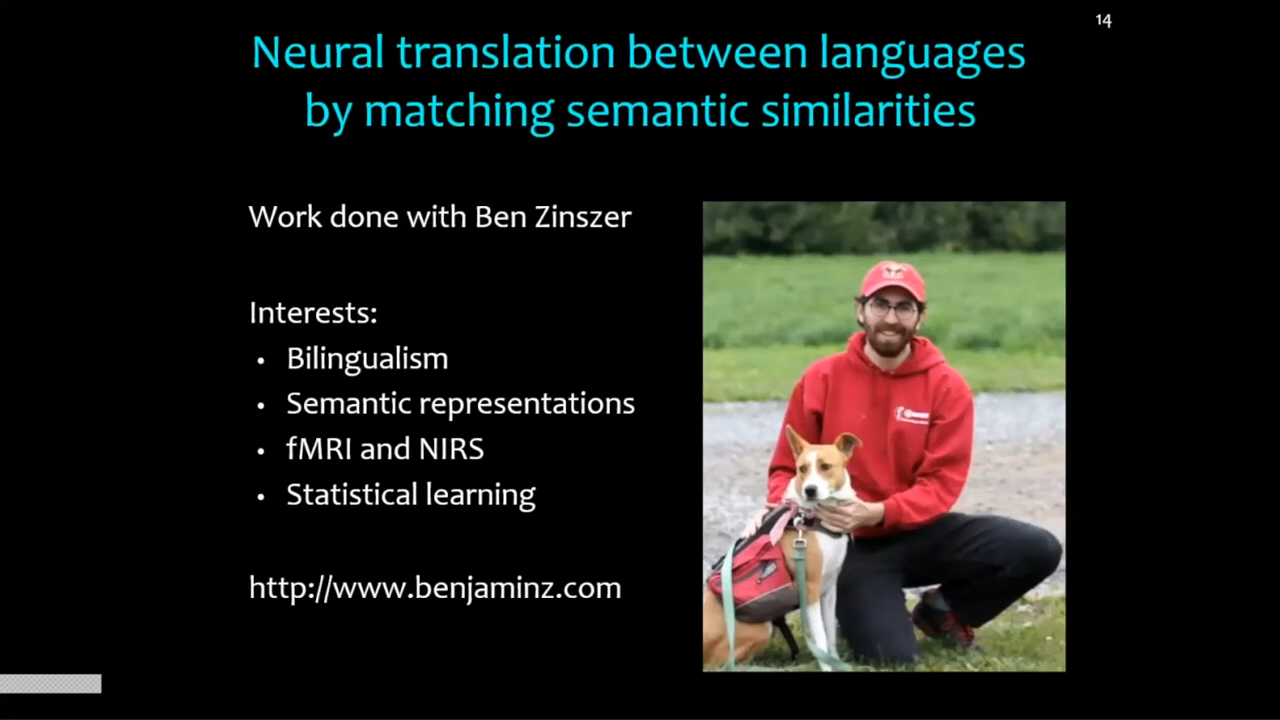 14
Neural translation between languages
by matching semantic similarities
Work done with Ben Zinszer
Interests:
• Bilingualism
• Semantic representations
• fMRI and NIRS
• Statistical learning
http://www.benjaminz.com